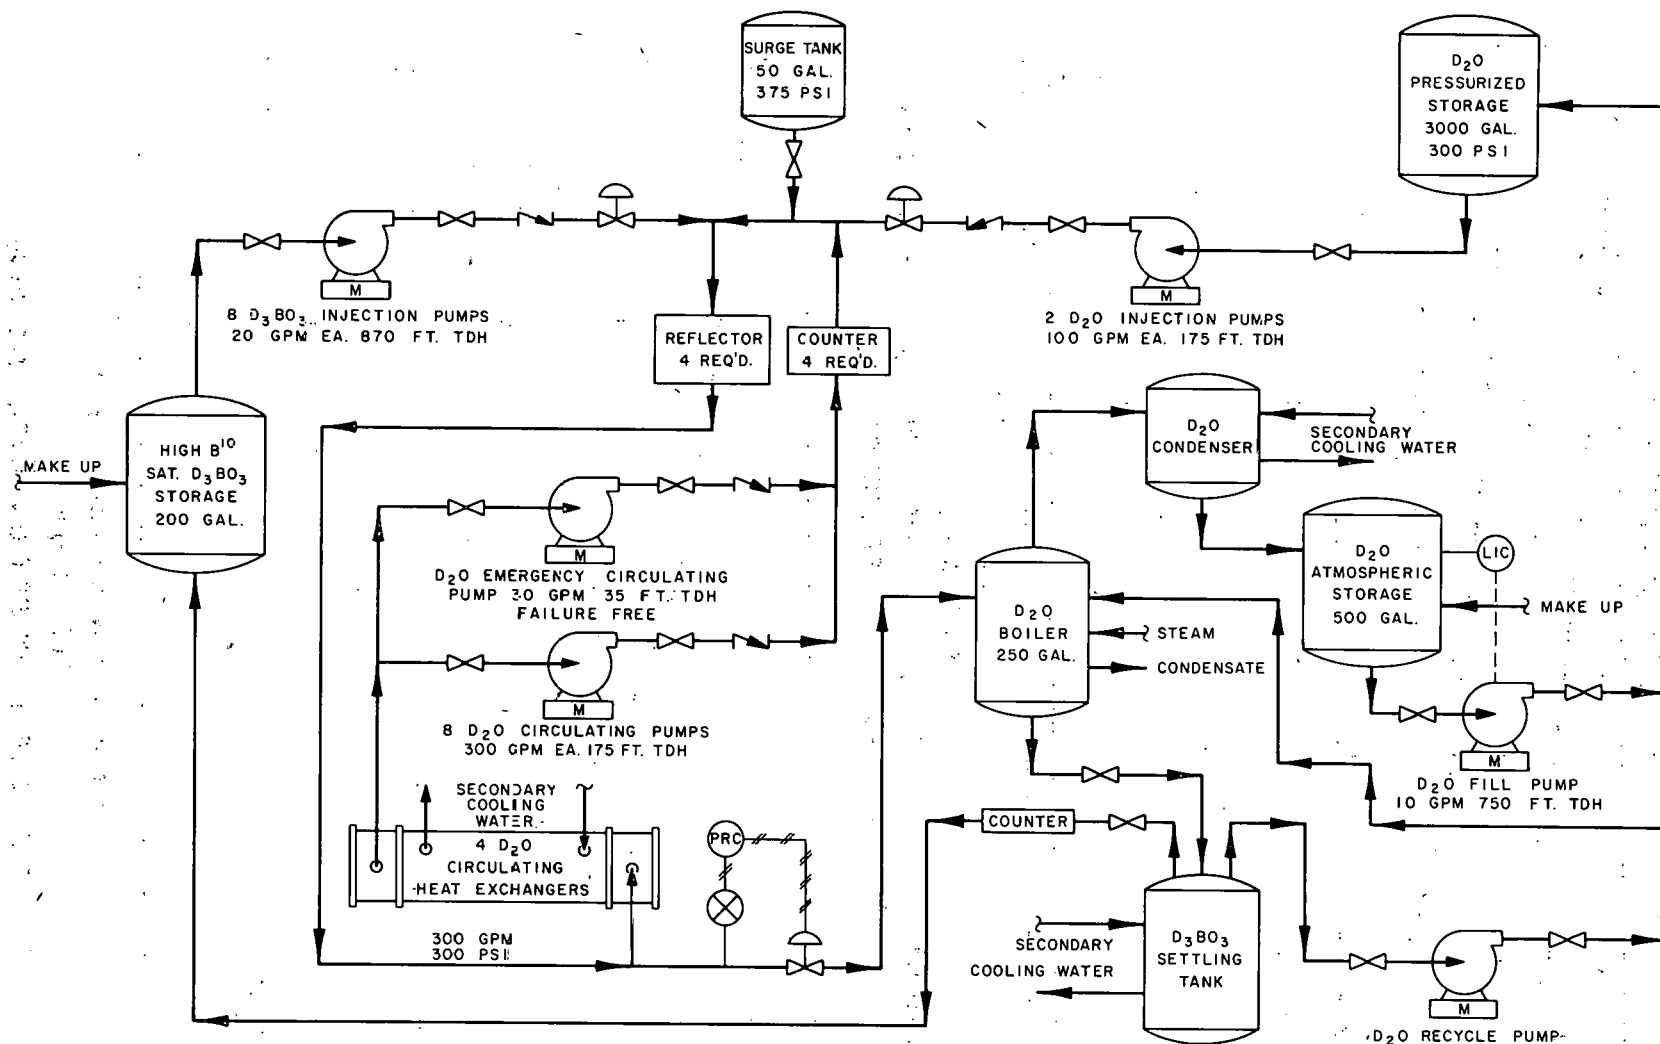 SURGE TANK
50 GAL.
375 PSI
D₂O
PRESSURIZED
STORAGE
3000 GAL.
300 PSI
M
8 D₃BO₃ INJECTION PUMPS
20 GPM EA. 870 FT. TDH
M
2 D₂O INJECTION PUMPS
100 GPM EA. 175 FT. TDH
REFLECTOR
4 REQ'D.
COUNTER
4 REQ'D.
MAKE UP
HIGH B¹⁰
SAT. D₃BO₃
STORAGE
200 GAL.
D₂O
CONDENSER
SECONDARY
COOLING WATER
M
D₂O EMERGENCY CIRCULATING
PUMP 30 GPM 35 FT. TDH
FAILURE FREE
D₂O
ATMOSPHERIC
STORAGE
500 GAL.
LIC
MAKE UP
D₂O
BOILER
250 GAL.
STEAM
CONDENSATE
M
8 D₂O CIRCULATING PUMPS
300 GPM EA. 175 FT. TDH
M
D₂O FILL PUMP
10 GPM 750 FT. TDH
SECONDARY
COOLING
WATER
4 D₂O
CIRCULATING
HEAT EXCHANGERS
PRC
COUNTER
300 GPM
300 PSI
SECONDARY
COOLING WATER
D₃BO₃
SETTLING
TANK
M
D₂O RECYCLE PUMP